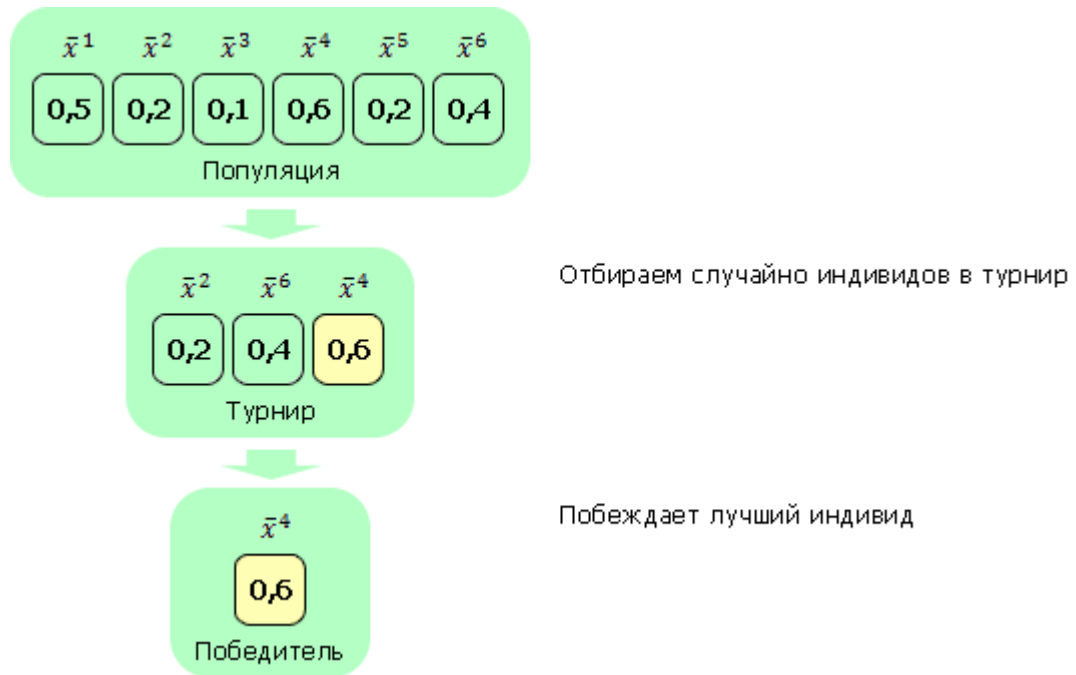 x̄¹ x̄² x̄³ x̄⁴ x̄⁵ x̄⁶
0,5 0,2 0,1 0,6 0,2 0,4
Популяция
Отбираем случайно индивидов в турнир
x̄² x̄⁶ x̄⁴
0,2 0,4 0,6
Турнир
Побеждает лучший индивид
x̄⁴
0,6
Победитель